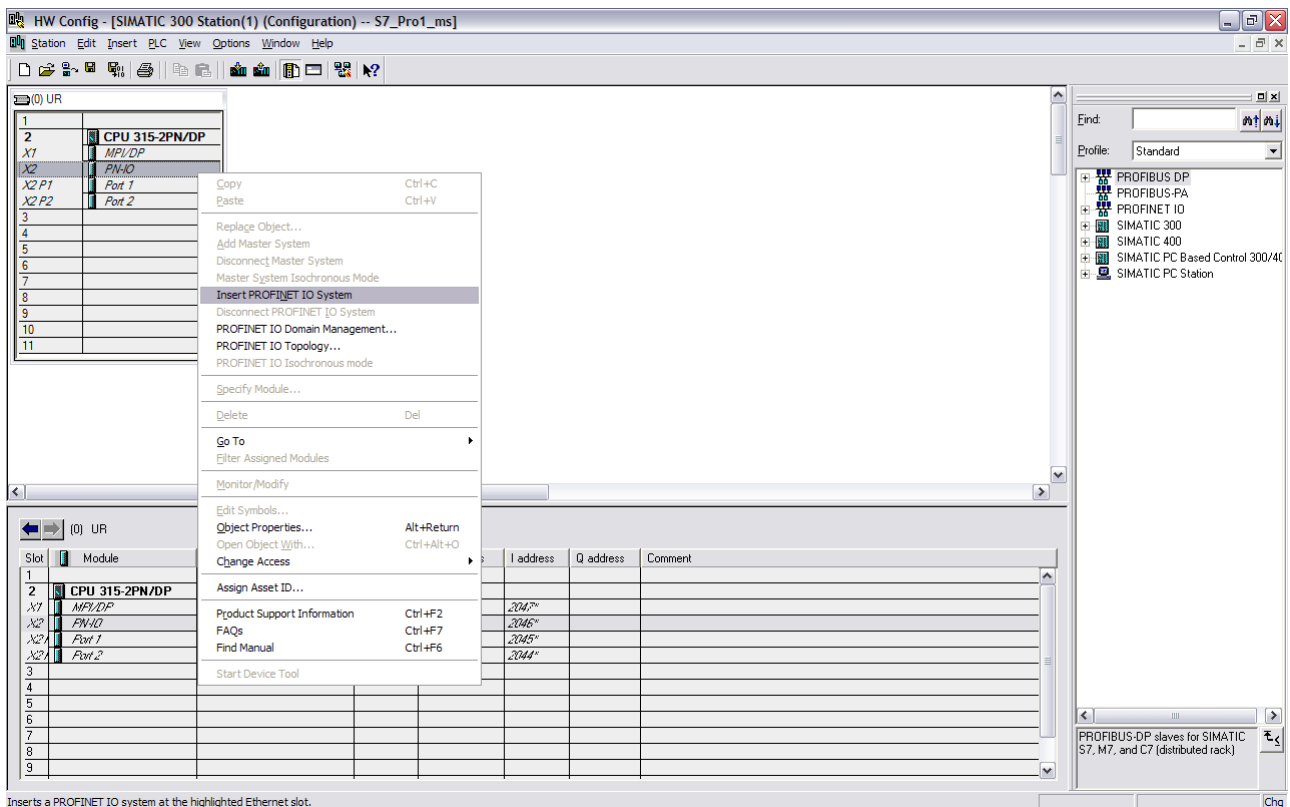 HW Config - [SIMATIC 300 Station(1) (Configuration) -- S7_Pro1_ms]
Station Edit Insert PLC View Options Window Help
(0) UR
1
2 CPU 315-2PN/DP
X1 MPI/DP
X2 PN-IO
X2 P1 Port 1
X2 P2 Port 2
3
4
5
6
7
8
9
10
11
Copy Ctrl+C
Paste Ctrl+V
Replace Object...
Add Master System
Disconnect Master System
Master System Isochronous Mode
Insert PROFINET IO System
Disconnect PROFINET IO System
PROFINET IO Domain Management...
PROFINET IO Topology...
PROFINET IO Isochronous mode
Specify Module...
Delete Del
Go To
Filter Assigned Modules
Monitor/Modify
Edit Symbols...
Object Properties... Alt+Return
Open Object With... Ctrl+Alt+O
Change Access
Assign Asset ID...
Product Support Information Ctrl+F2
FAQs Ctrl+F7
Find Manual Ctrl+F6
Start Device Tool
Find:
Profile: Standard
PROFIBUS DP
PROFIBUS-PA
PROFINET IO
SIMATIC 300
SIMATIC 400
SIMATIC PC Based Control 300/40
SIMATIC PC Station
(0) UR
Slot Module I address Q address Comment
1
2 CPU 315-2PN/DP
X1 MPI/DP 2047*
X2 PN-IO 2046*
X2 Port 1 2045*
X2 Port 2 2044*
3
4
5
6
7
8
9
PROFIBUS-DP slaves for SIMATIC
S7, M7, and C7 (distributed rack)
Inserts a PROFINET IO system at the highlighted Ethernet slot. Chg